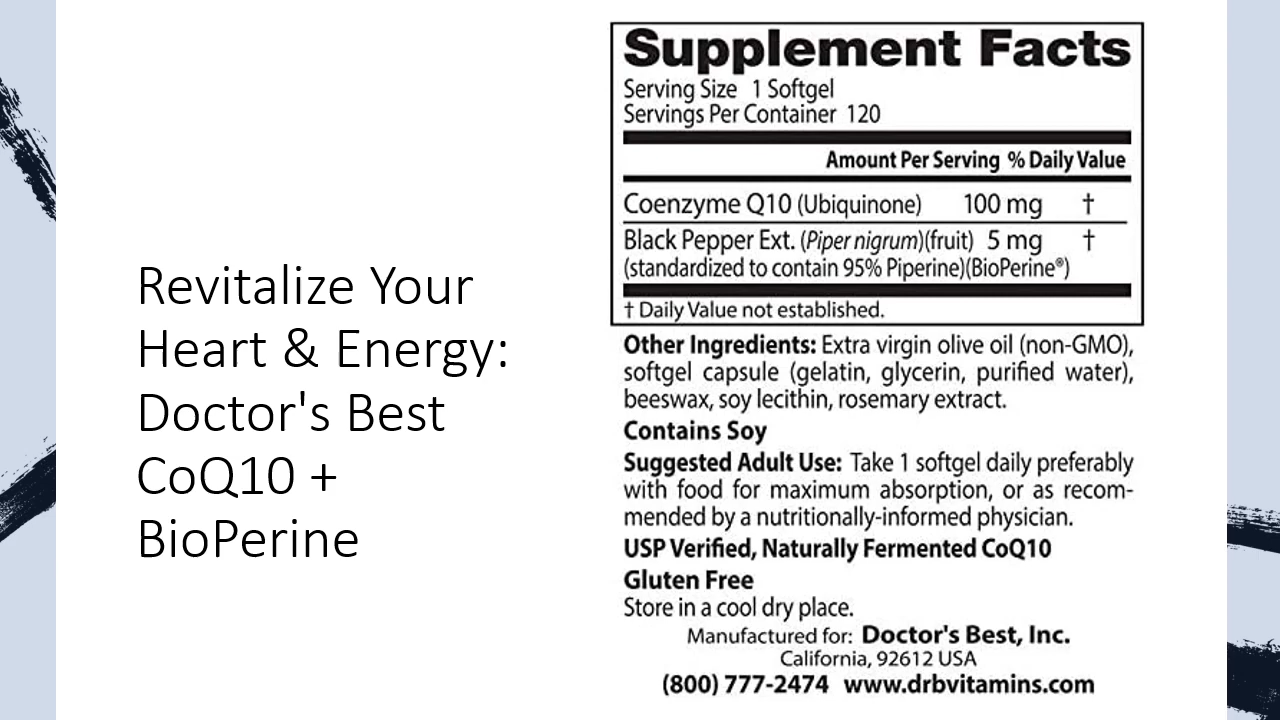 Revitalize Your
Heart & Energy:
Doctor's Best
CoQ10 +
BioPerine
Supplement Facts
Serving Size 1 Softgel
Servings Per Container 120
Amount Per Serving % Daily Value
Coenzyme Q10 (Ubiquinone) 100 mg †
Black Pepper Ext. (Piper nigrum)(fruit) 5 mg †
(standardized to contain 95% Piperine)(BioPerine®)
† Daily Value not established.
Other Ingredients: Extra virgin olive oil (non-GMO),
softgel capsule (gelatin, glycerin, purified water),
beeswax, soy lecithin, rosemary extract.
Contains Soy
Suggested Adult Use: Take 1 softgel daily preferably
with food for maximum absorption, or as recom-
mended by a nutritionally-informed physician.
USP Verified, Naturally Fermented CoQ10
Gluten Free
Store in a cool dry place.
Manufactured for: Doctor's Best, Inc.
California, 92612 USA
(800) 777-2474 www.drbvitamins.com